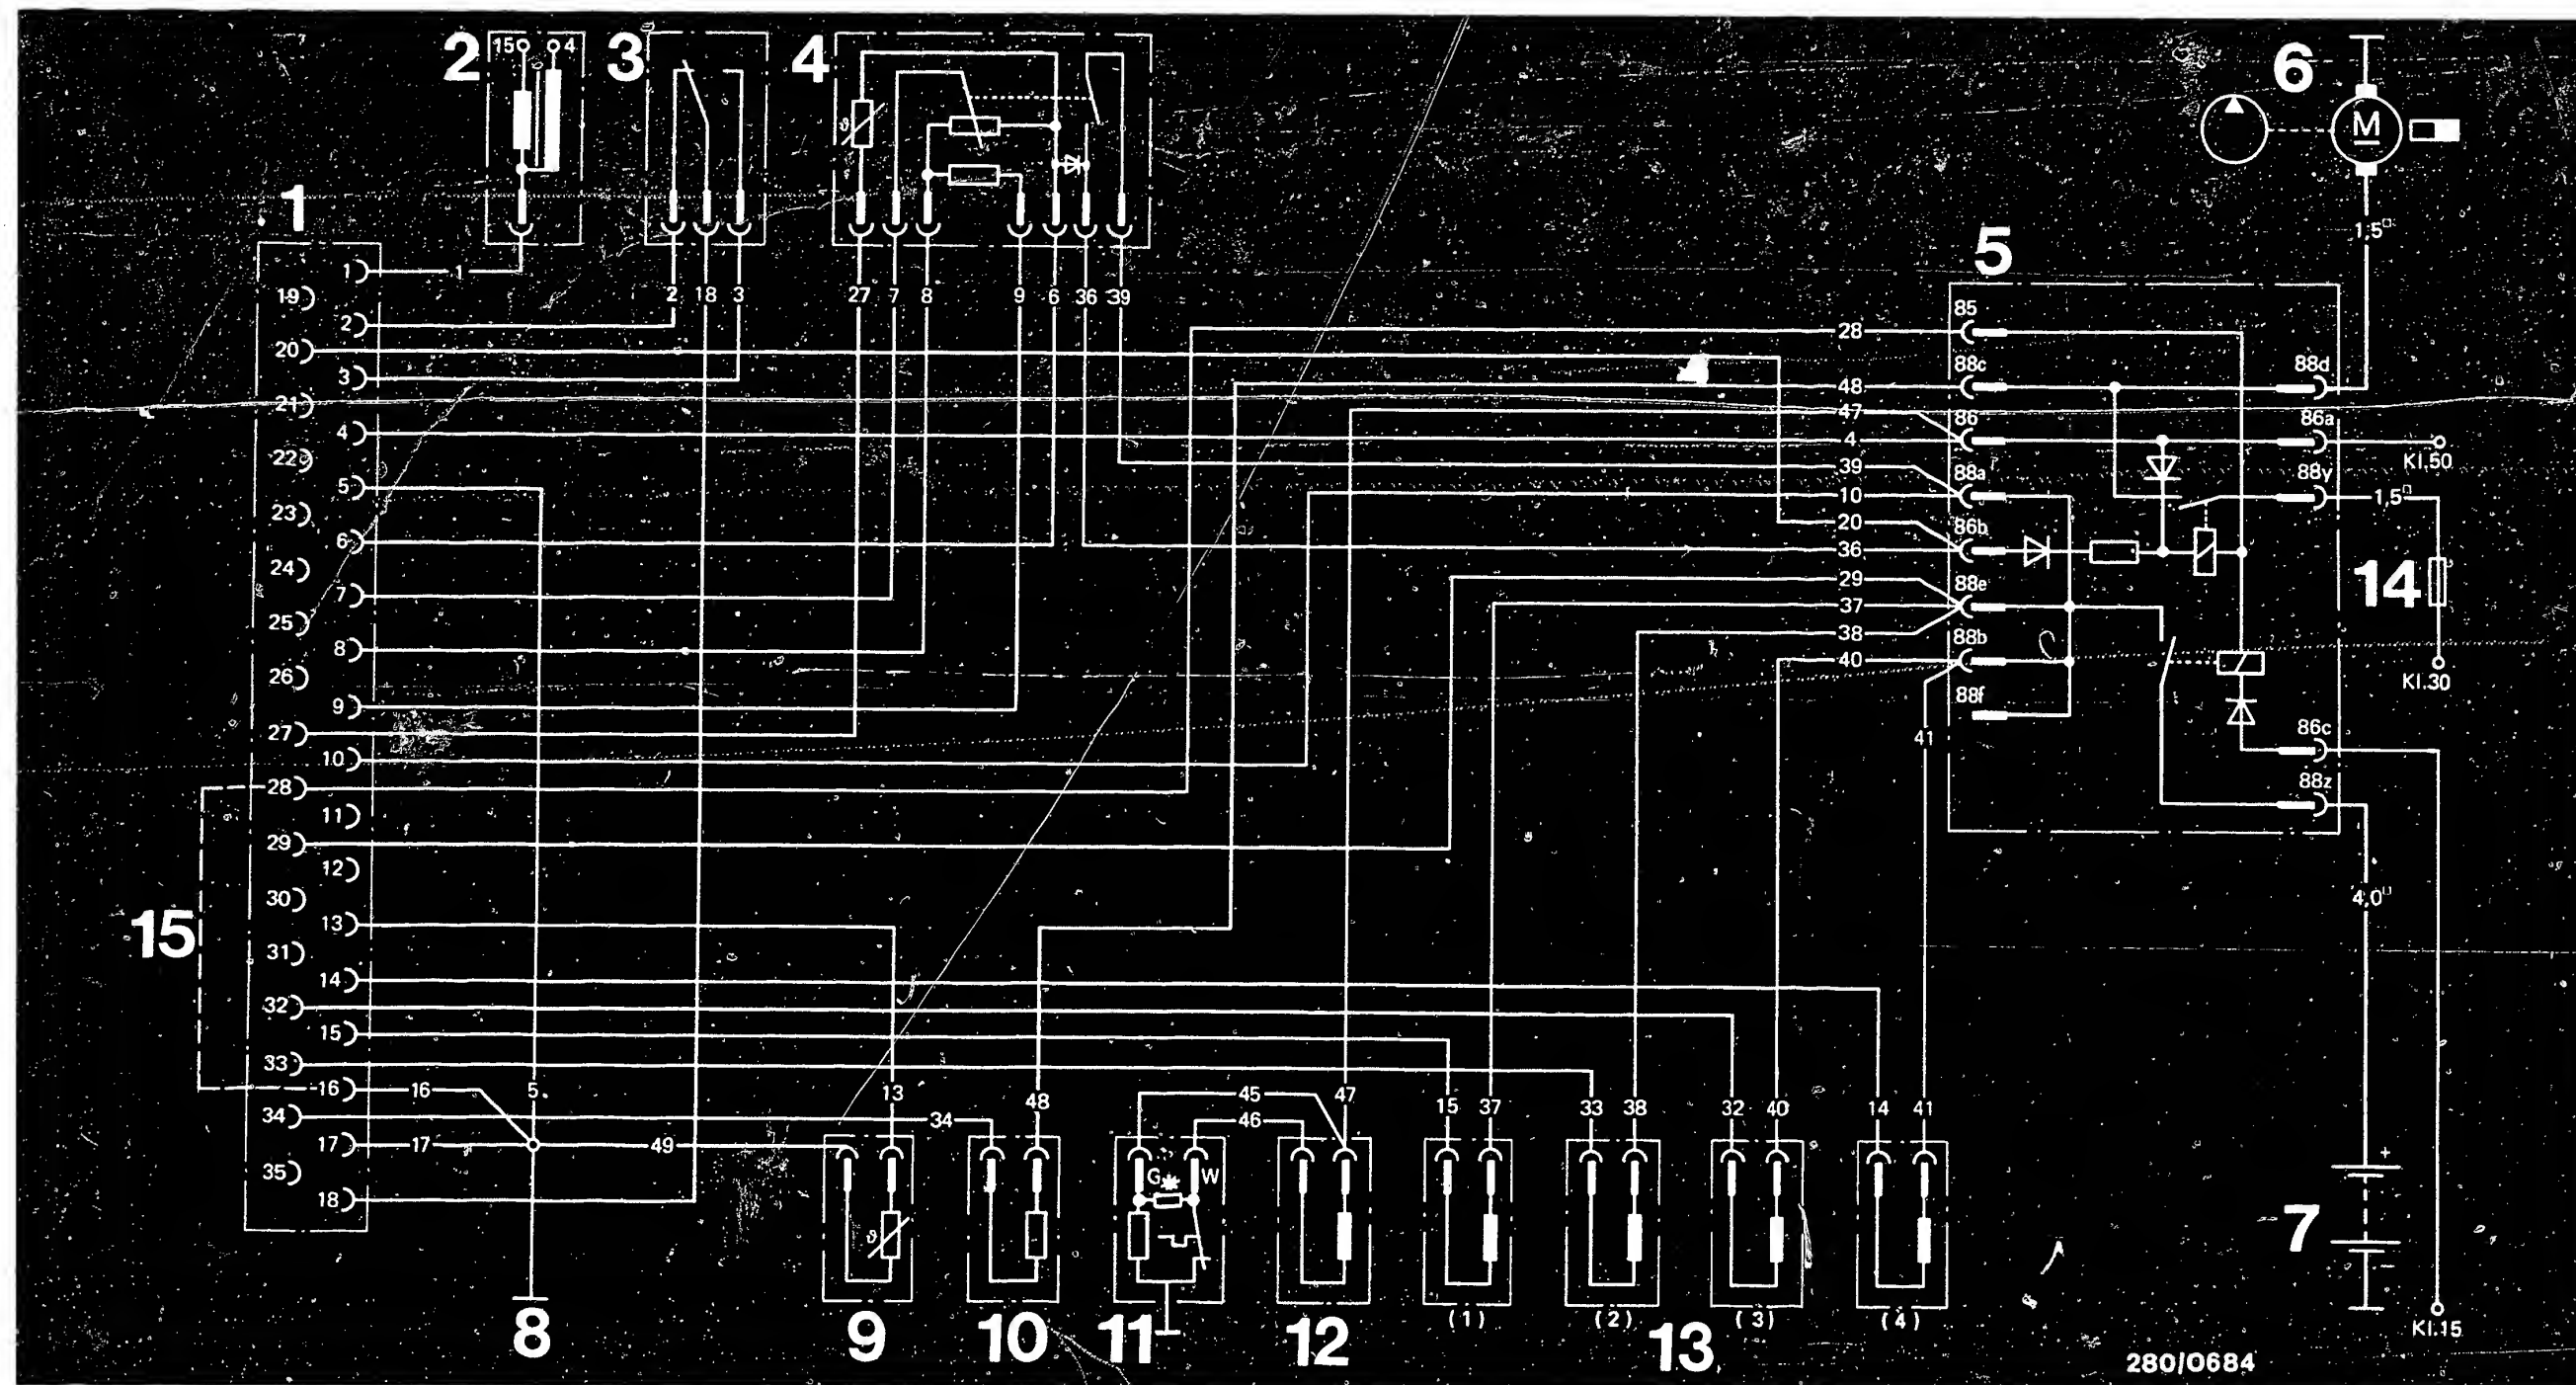 2 15 4 3 4 6
M
1
5
1,5□
1 1
19
2 18 3 27 7 8 9 6 36 39
2
20
3
21
4
22
5
23
6
24
7
25
8
26
9
27
10
28
11
29
12
30
13
31
14
32
15
33
16 16 5 13 48 45 47 15 37 33 38 32 40 14 41
34 34 46
17 17 49
35
18
15
28 85
48 88c 88d
47 86 86a
4 Kl.50
39 88a 88y
10 1,5□
20 86b
36
29 88e 14
37
38 88b
40 Kl.30
88f
41 86c
88z
4,0□
G W
+
7
−
8 9 10 11 12 (1) (2) 13 (3) (4)
Kl.15
280/0684